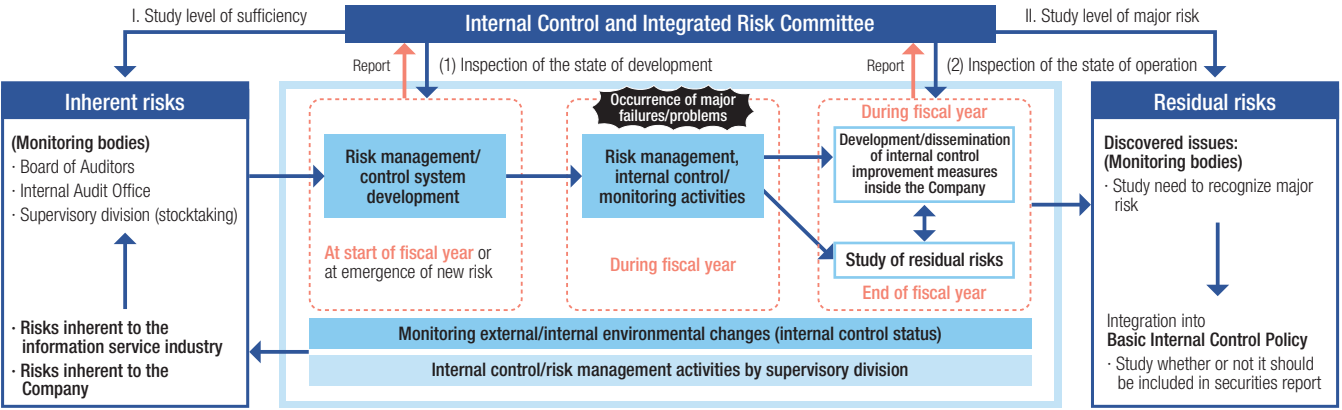 I. Study level of sufficiency
Internal Control and Integrated Risk Committee
II. Study level of major risk
Report
(1) Inspection of the state of development
Report
(2) Inspection of the state of operation
Inherent risks
(Monitoring bodies)
· Board of Auditors
· Internal Audit Office
· Supervisory division (stocktaking)
· Risks inherent to the
information service industry
· Risks inherent to the
Company
Risk management/
control system
development
At start of fiscal year or
at emergence of new risk
Occurrence of major
failures/problems
Risk management,
internal control/
monitoring activities
During fiscal year
During fiscal year
Development/dissemination
of internal control
improvement measures
inside the Company
Study of residual risks
End of fiscal year
Monitoring external/internal environmental changes (internal control status)
Internal control/risk management activities by supervisory division
Residual risks
Discovered issues:
(Monitoring bodies)
· Study need to recognize major
risk
Integration into
Basic Internal Control Policy
· Study whether or not it should
be included in securities report